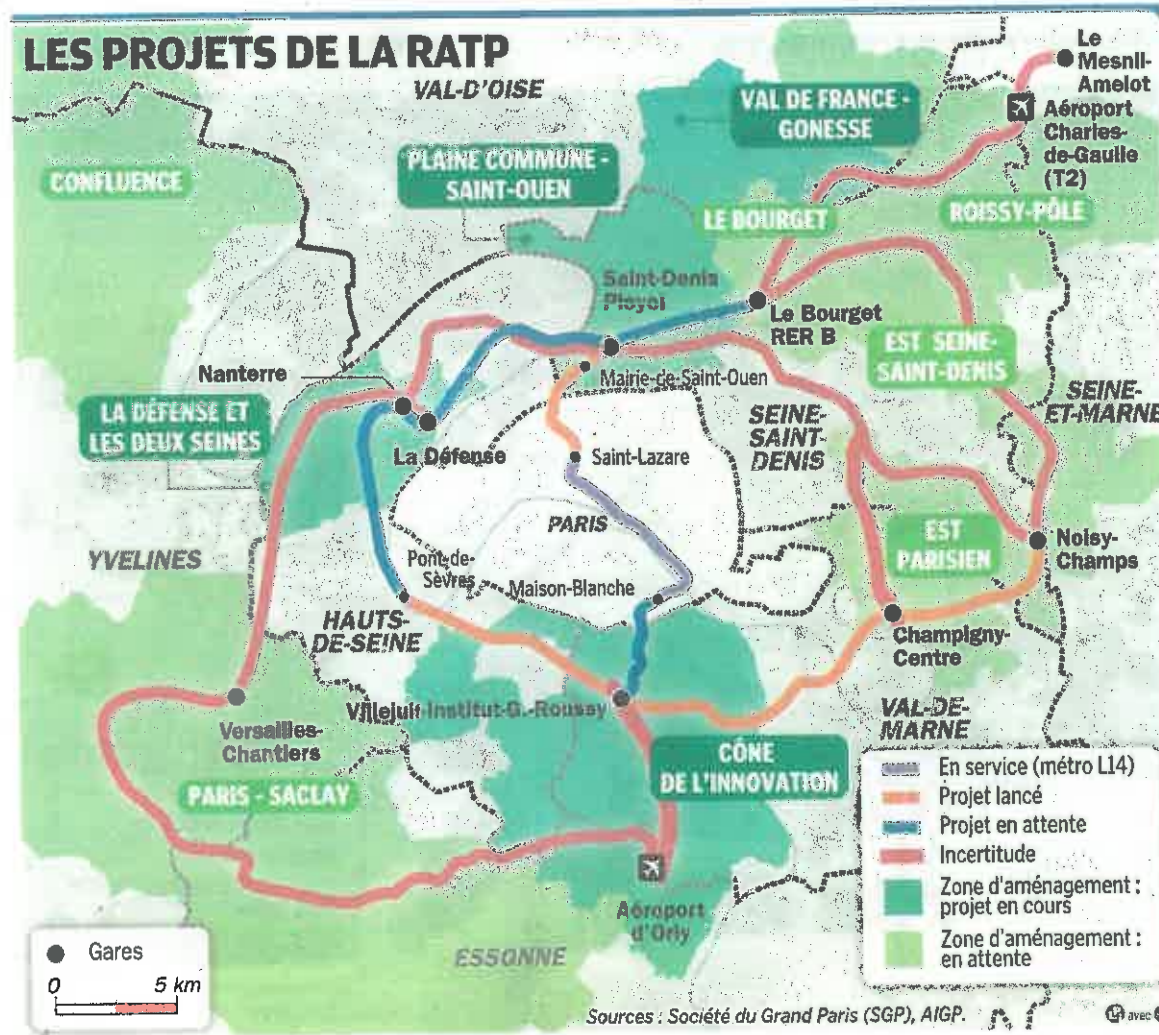 LES PROJETS DE LA RATP
VAL-D'OISE
Le
Mesnil-
Amelot
Aéroport
Charles-
de-Gaulle
(T2)
VAL DE FRANCE -
GONESSE
PLAINE COMMUNE -
SAINT-OUEN
CONFLUENCE
LE BOURGET
ROISSY-PÔLE
Saint-Denis
Pleyel
Le Bourget
RER B
EST SEINE-
SAINT-DENIS
Nanterre
Mairie-de-Saint-Ouen
LA DÉFENSE ET
LES DEUX SEINES
SEINE-
SAINT-
DENIS
SEINE-
ET-MARNE
La Défense
Saint-Lazare
PARIS
EST
PARISIEN
Noisy-
Champs
YVELINES
Pont-de-
Sèvres
Maison-Blanche
HAUTS-
DE-SEINE
Champigny-
Centre
Villejuif-Institut-G.-Roussy
Versailles-
Chantiers
VAL-DE-
MARNE
CÔNE
DE L'INNOVATION
PARIS - SACLAY
Aéroport
d'Orly
ESSONNE
En service (métro L14)
Projet lancé
Projet en attente
Incertitude
Zone d'aménagement :
projet en cours
Zone d'aménagement :
en attente
Gares
0 5 km
Sources : Société du Grand Paris (SGP), AIGP.
avec